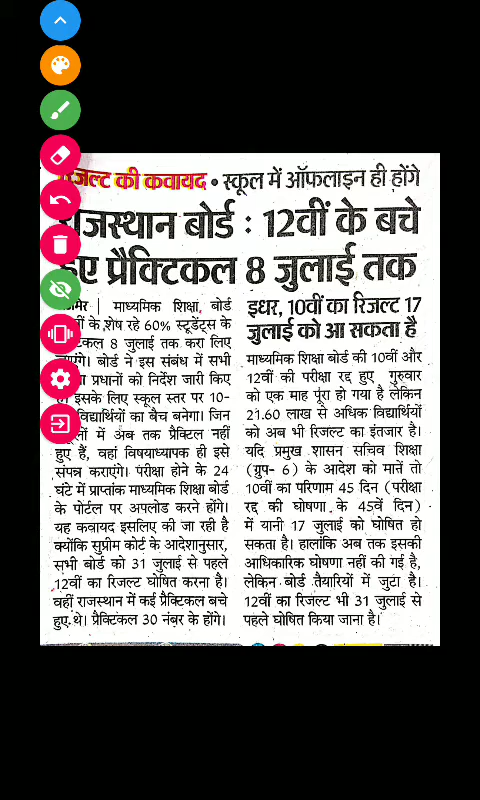 की कवायद • स्कूल में ऑफलाइन ही होंगे
बोर्ड : 12वीं के बचे
प्रैक्टिकल 8 जुलाई तक
माध्यमिक शिक्षा, बोर्ड
के शेष रहे 60% स्टूडेंट्स के
8 जुलाई तक करा लिए
बोर्ड ने इस संबंध में सभी
प्रधानों को निर्देश जारी किए
इसके लिए स्कूल स्तर पर 10-
विद्यार्थियों का बैच बनेगा। जिन
में अब तक प्रैक्टिल नहीं
हुए हैं, वहां विषयाध्यापक ही इसे
संपन्न कराएंगे। परीक्षा होने के 24
घंटे में प्राप्तांक माध्यमिक शिक्षा बोर्ड
के पोर्टल पर अपलोड करने होंगे।
यह कवायद इसलिए की जा रही है
क्योंकि सुप्रीम कोर्ट के आदेशानुसार,
सभी बोर्ड को 31 जुलाई से पहले
12वीं का रिजल्ट घोषित करना है।
वहीं राजस्थान में कई प्रैक्टिकल बचे
हुए थे। प्रैक्टिकल 30 नंबर के होंगे।
इधर, 10वीं का रिजल्ट 17
जुलाई को आ सकता है
माध्यमिक शिक्षा बोर्ड की 10वीं और
12वीं की परीक्षा रद्द हुए गुरुवार
को एक माह पूरा हो गया है लेकिन
21.60 लाख से अधिक विद्यार्थियों
को अब भी रिजल्ट का इंतजार है।
यदि प्रमुख शासन सचिव शिक्षा
(ग्रुप- 6) के आदेश को मानें तो
10वीं का परिणाम 45 दिन (परीक्षा
रद्द की घोषणा के 45वें दिन)
में यानी 17 जुलाई को घोषित हो
सकता है। हालांकि अब तक इसकी
आधिकारिक घोषणा नहीं की गई है,
लेकिन बोर्ड तैयारियों में जुटा है।
12वीं का रिजल्ट भी 31 जुलाई से
पहले घोषित किया जाना है।